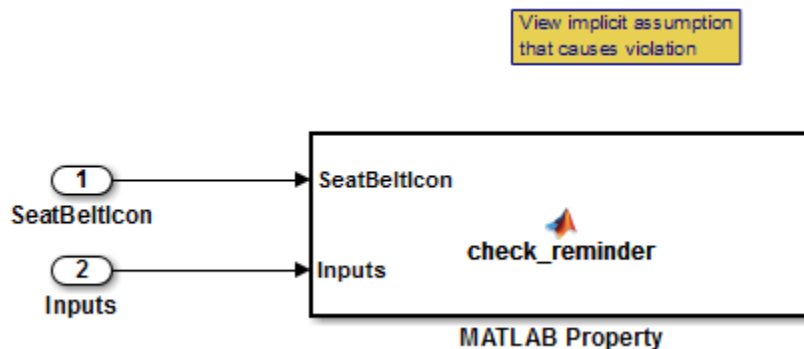 View implicit assumption
that causes violation
1
SeatBeltIcon
SeatBeltIcon
2
Inputs
Inputs
check_reminder
MATLAB Property